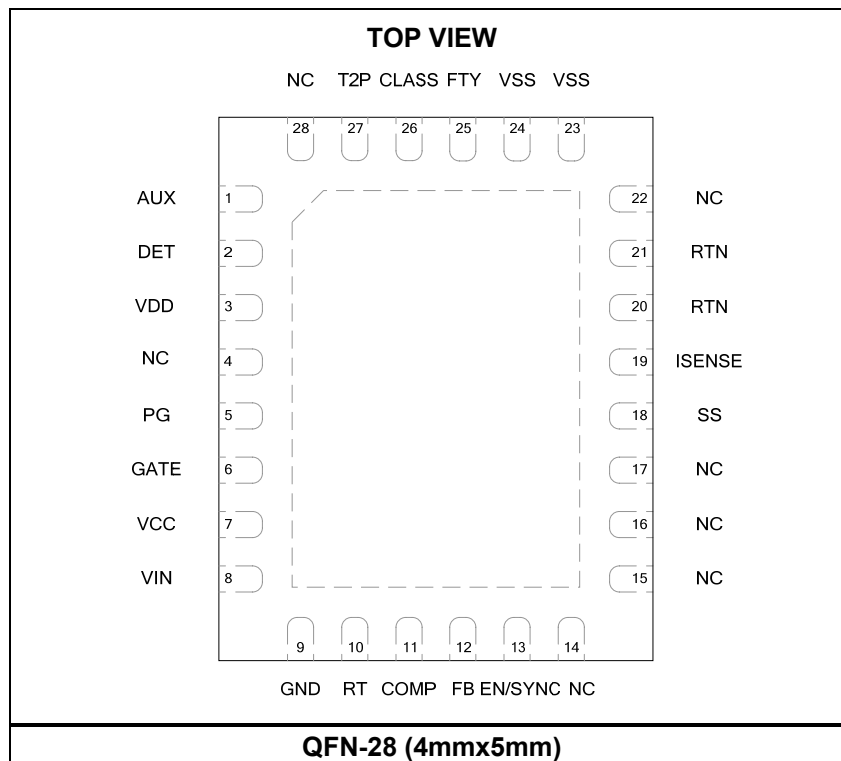 TOP VIEW
NC T2P CLASS FTY VSS VSS
28 27 26 25 24 23
AUX 1 22 NC
DET 2 21 RTN
VDD 3 20 RTN
NC 4 19 ISENSE
PG 5 18 SS
GATE 6 17 NC
VCC 7 16 NC
VIN 8 15 NC
9 10 11 12 13 14
GND RT COMP FB EN/SYNC NC
QFN-28 (4mmx5mm)